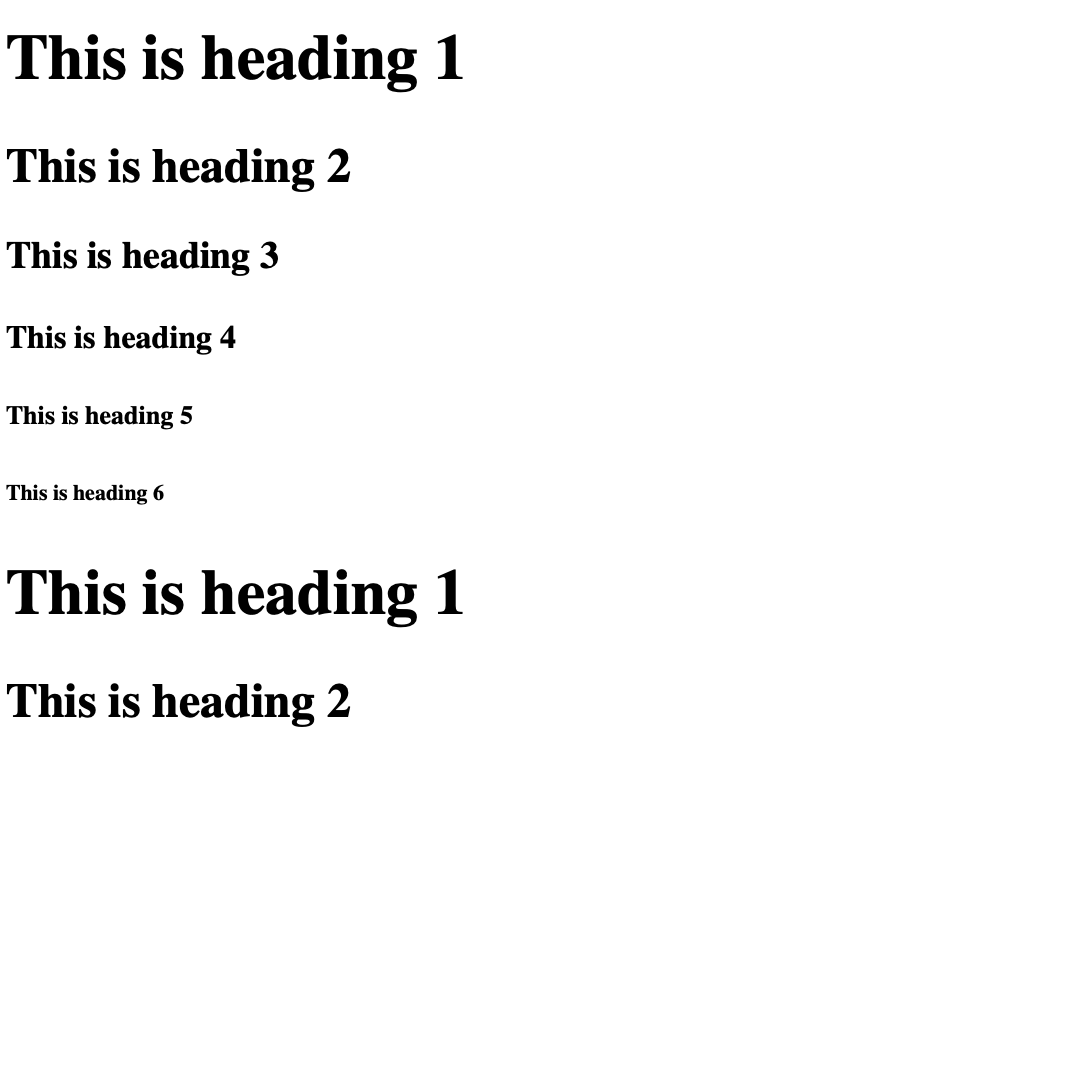 This is heading 1
This is heading 2
This is heading 3
This is heading 4
This is heading 5
This is heading 6
This is heading 1
This is heading 2